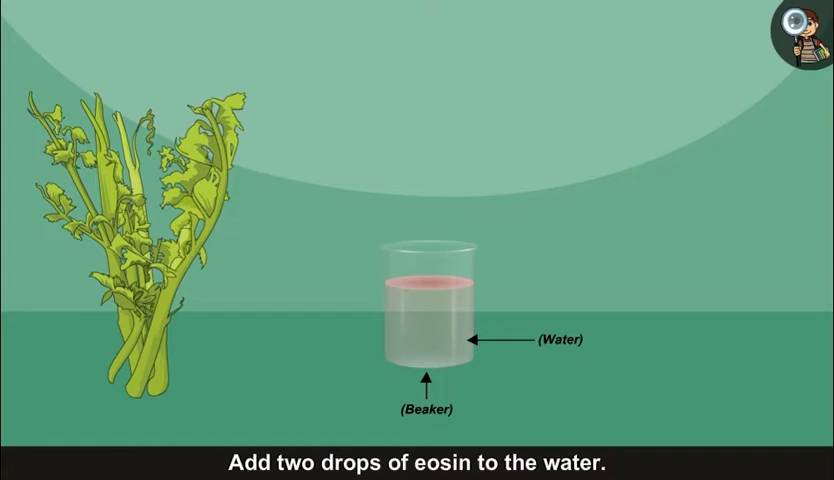 (Water)
(Beaker)
Add two drops of eosin to the water.